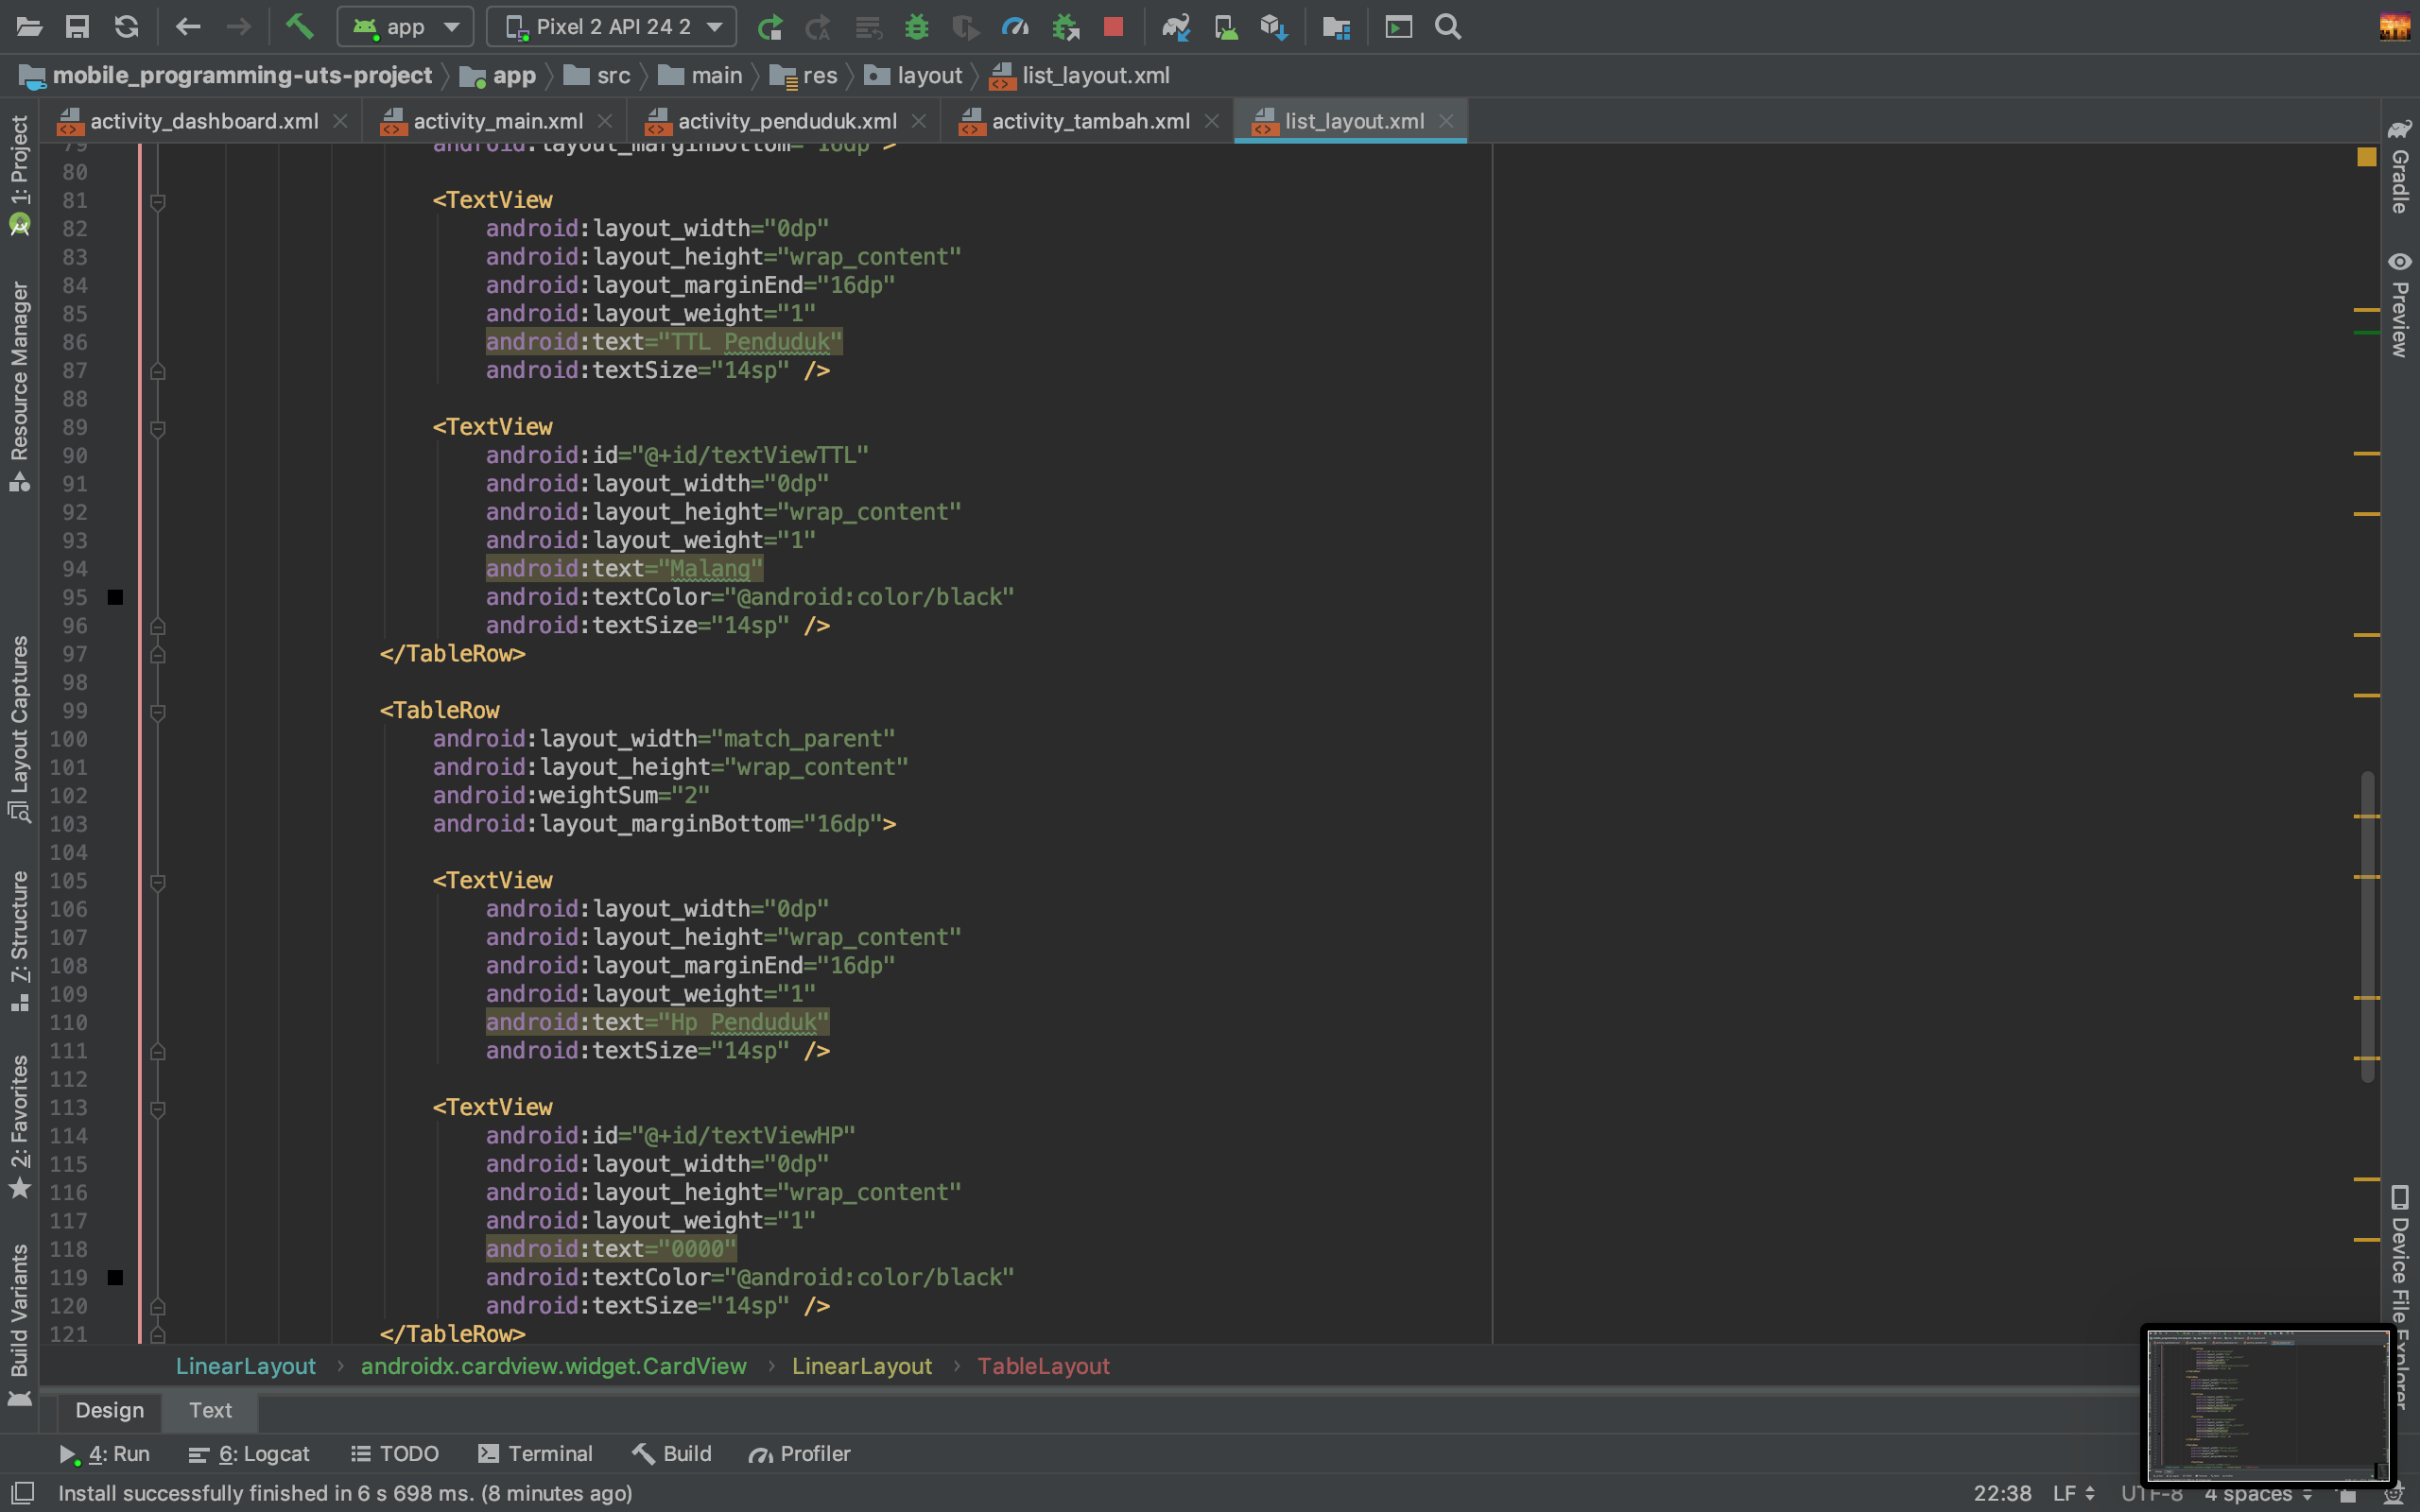 app Pixel 2 API 24 2
mobile_programming-uts-project app src main res layout list_layout.xml
activity_dashboard.xml activity_main.xml activity_penduduk.xml activity_tambah.xml list_layout.xml
1: Project
Resource Manager
Layout Captures
7: Structure
2: Favorites
Build Variants
79 android:layout_marginBottom="16dp">
80
81 <TextView
82 android:layout_width="0dp"
83 android:layout_height="wrap_content"
84 android:layout_marginEnd="16dp"
85 android:layout_weight="1"
86 android:text="TTL Penduduk"
87 android:textSize="14sp" />
88
89 <TextView
90 android:id="@+id/textViewTTL"
91 android:layout_width="0dp"
92 android:layout_height="wrap_content"
93 android:layout_weight="1"
94 android:text="Malang"
95 android:textColor="@android:color/black"
96 android:textSize="14sp" />
97 </TableRow>
98
99 <TableRow
100 android:layout_width="match_parent"
101 android:layout_height="wrap_content"
102 android:weightSum="2"
103 android:layout_marginBottom="16dp">
104
105 <TextView
106 android:layout_width="0dp"
107 android:layout_height="wrap_content"
108 android:layout_marginEnd="16dp"
109 android:layout_weight="1"
110 android:text="Hp Penduduk"
111 android:textSize="14sp" />
112
113 <TextView
114 android:id="@+id/textViewHP"
115 android:layout_width="0dp"
116 android:layout_height="wrap_content"
117 android:layout_weight="1"
118 android:text="0000"
119 android:textColor="@android:color/black"
120 android:textSize="14sp" />
121 </TableRow>
Gradle
Preview
Device File Explorer
LinearLayout › androidx.cardview.widget.CardView › LinearLayout › TableLayout
Design Text
4: Run 6: Logcat TODO Terminal Build Profiler
Install successfully finished in 6 s 698 ms. (8 minutes ago) 22:38 LF UTF-8 4 spaces